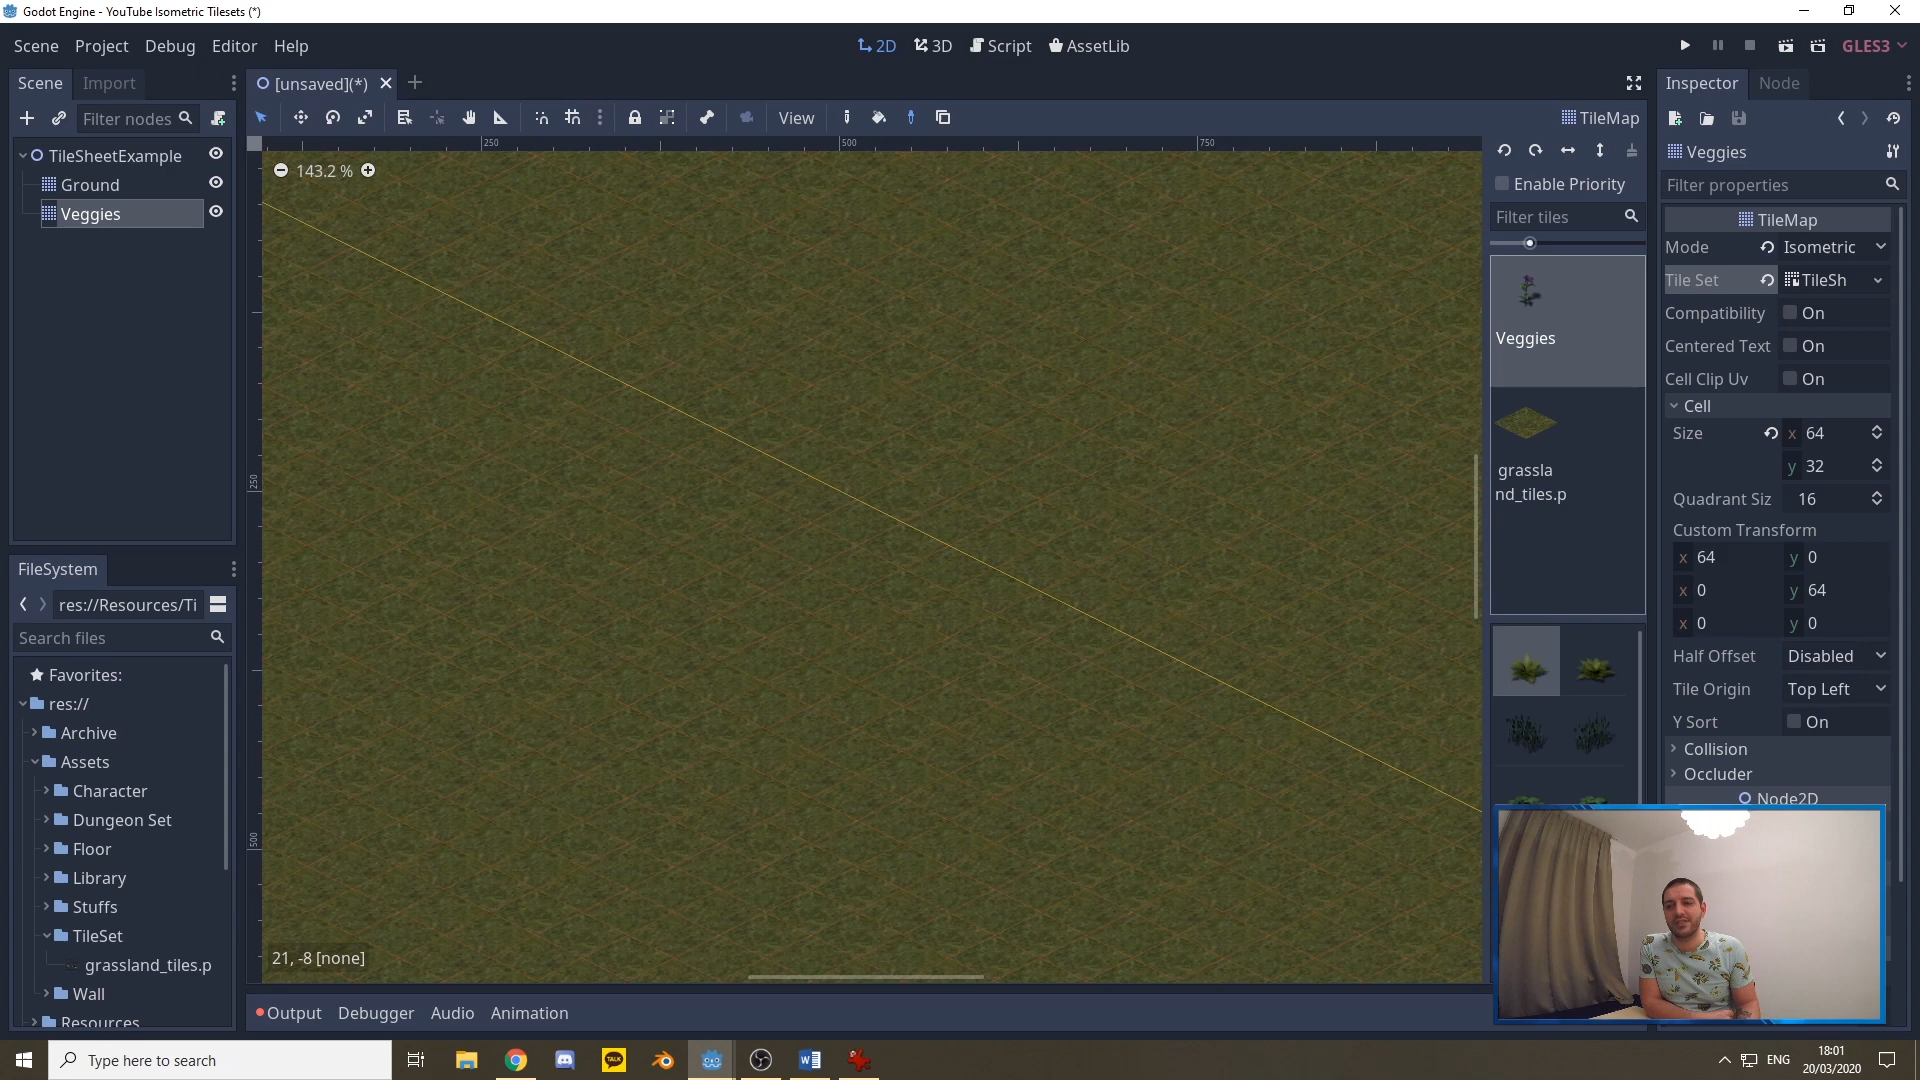 Godot Engine - YouTube Isometric Tilesets (*)
Scene Project Debug Editor Help
2D 3D Script AssetLib
GLES3
Scene Import
[unsaved](*)
Inspector Node
Filter nodes
View
TileMap
TileSheetExample
Ground
Veggies
250 500 750
143.2 %
250
500
21, -8 [none]
Enable Priority
Filter tiles
Veggies
grassla
nd_tiles.p
Veggies
Filter properties
TileMap
Mode Isometric
Tile Set TileSh
Compatibility On
Centered Text On
Cell Clip Uv On
Cell
Size x 64
y 32
Quadrant Siz 16
Custom Transform
x 64 y 0
x 0 y 64
x 0 y 0
Half Offset Disabled
Tile Origin Top Left
Y Sort On
Collision
Occluder
Node2D
FileSystem
res://Resources/Ti
Search files
Favorites:
res://
Archive
Assets
Character
Dungeon Set
Floor
Library
Stuffs
TileSet
grassland_tiles.p
Wall
Resources
Output Debugger Audio Animation
Type here to search
TALK
ENG
18:01
20/03/2020